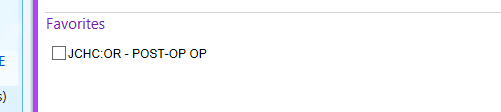 Favorites
JCHC:OR - POST-OP OP
E
s)